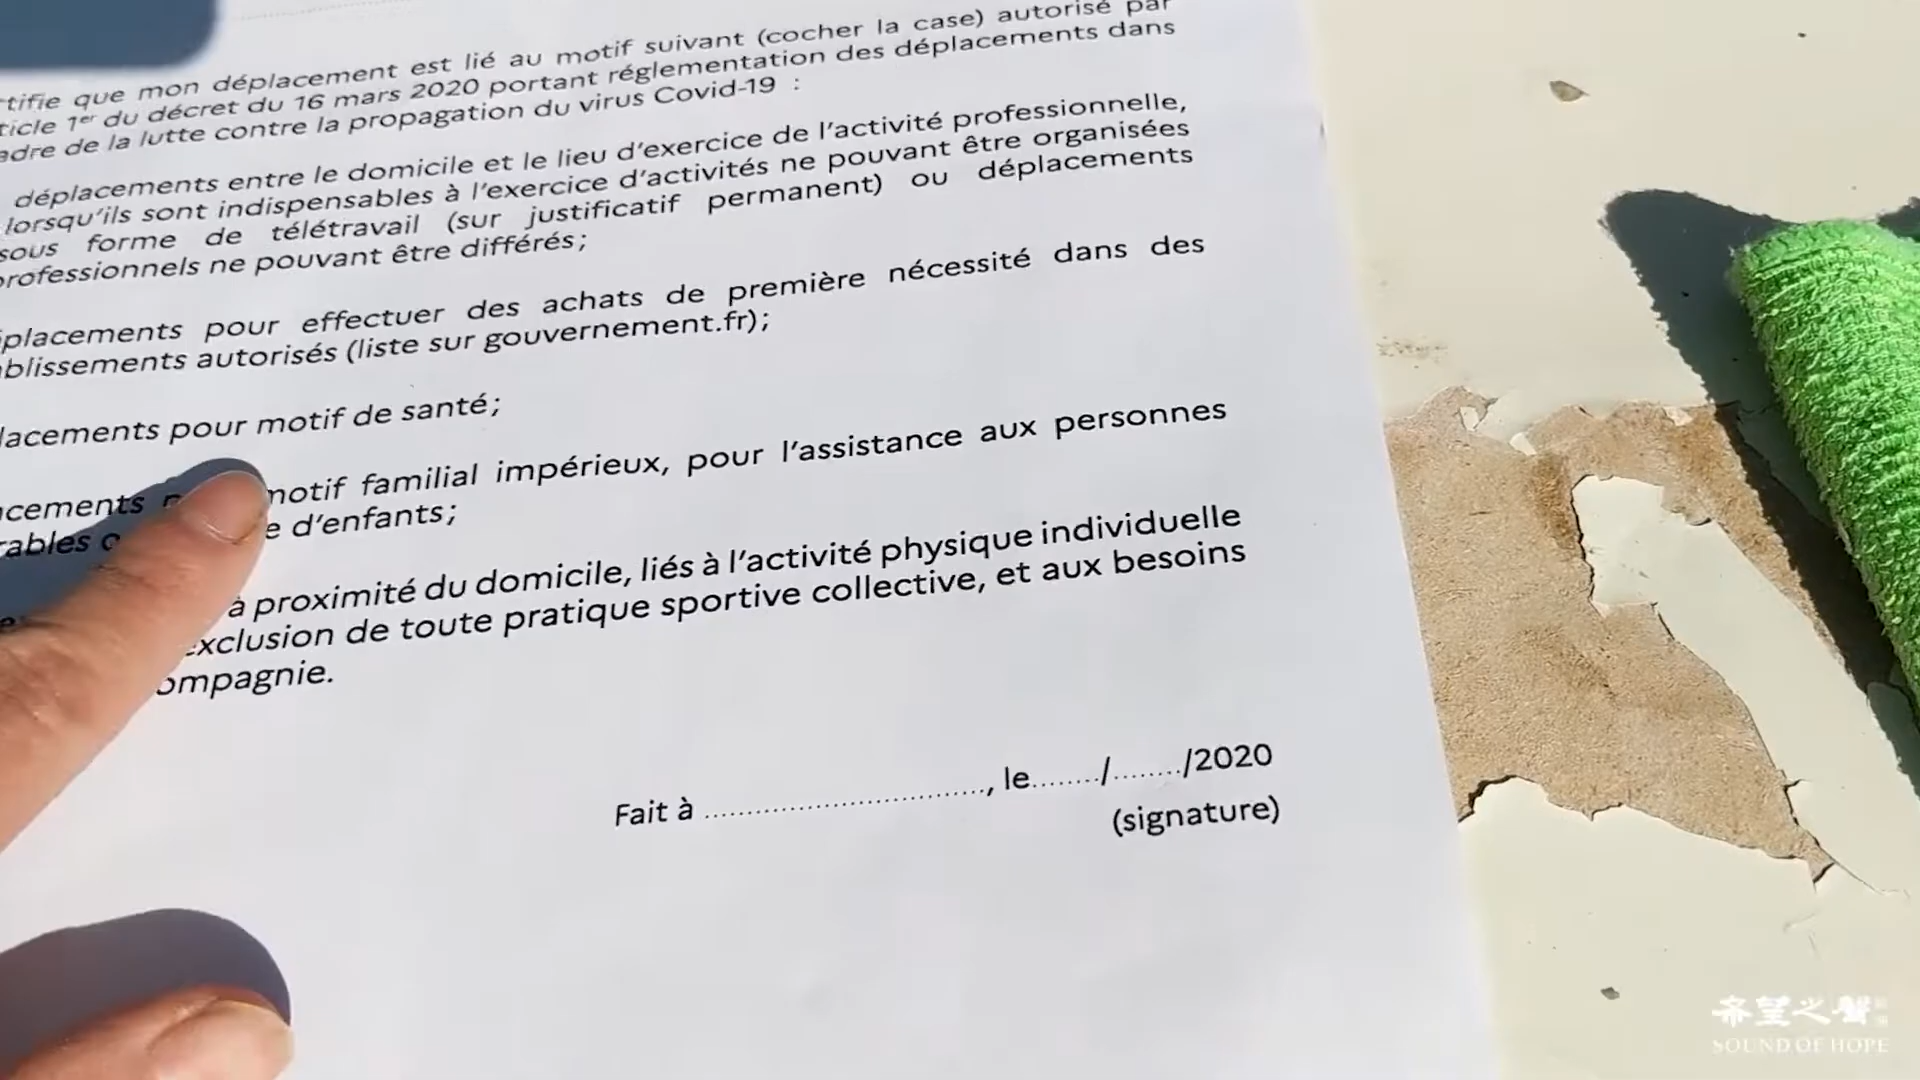 que mon déplacement est lié au motif suivant (cocher la case) autorisé par
1er du décret du 16 mars 2020 portant réglementation des déplacements dans
de la lutte contre la propagation du virus Covid-19 :
déplacements entre le domicile et le lieu d'exercice de l'activité professionnelle,
lorsqu'ils sont indispensables à l'exercice d'activités ne pouvant être organisées
sous forme de télétravail (sur justificatif permanent) ou déplacements
professionnels ne pouvant être différés;
placements pour effectuer des achats de première nécessité dans des
blissements autorisés (liste sur gouvernement.fr);
lacements pour motif de santé;
cements motif familial impérieux, pour l'assistance aux personnes
rables d'enfants;
à proximité du domicile, liés à l'activité physique individuelle
xclusion de toute pratique sportive collective, et aux besoins
ompagnie.
Fait à ................................, le......../......../2020
(signature)
希望之聲
SOUND OF HOPE